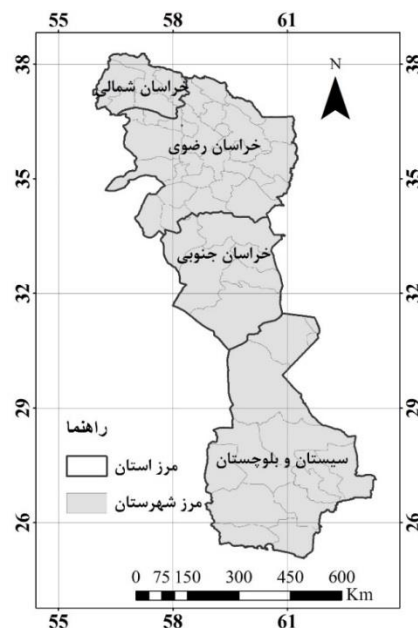 55 58 61
N
38 38
خراسان شمالی
خراسان رضوی
35 35
خراسان جنوبی
32 32
29 29
راهنما
سیستان و بلوچستان
مرز استان
مرز شهرستان
26 26
0 75 150 300 450 600
Km
55 58 61